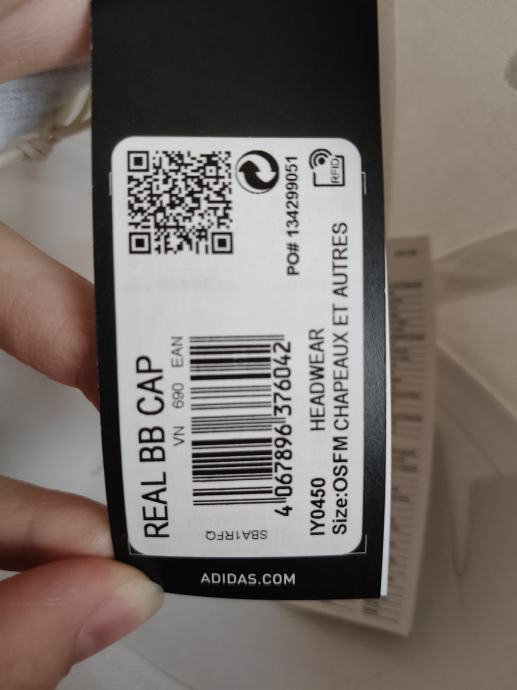 PO# 134299051
RFID
REAL BB CAP
VN 690 EAN
4 067896 376042
SBA1RFQ
IY0450 HEADWEAR
Size:OSFM CHAPEAUX ET AUTRES
ADIDAS.COM